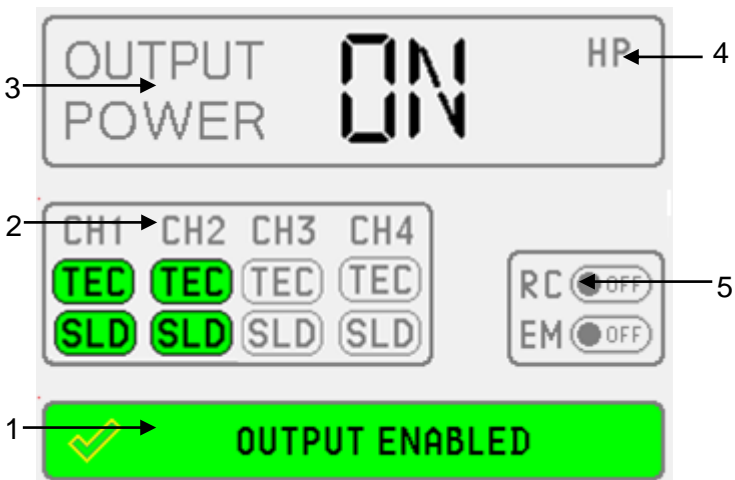 OUTPUT POWER ON HP
4
3
2
CH1 CH2 CH3 CH4
TEC TEC TEC TEC
SLD SLD SLD SLD
RC OFF
EM OFF
5
1
OUTPUT ENABLED